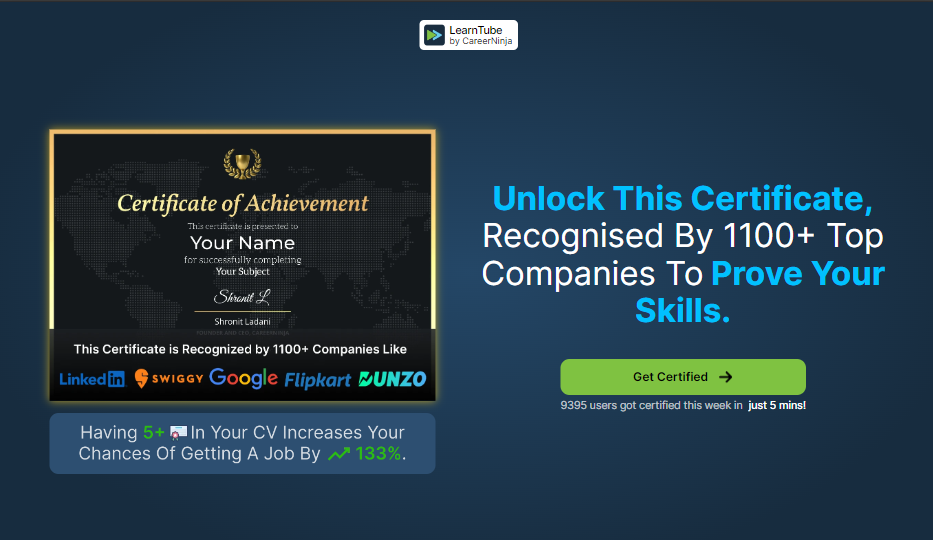 LearnTube
by CareerNinja
Certificate of Achievement
This certificate is presented to
Your Name
for successfully completing
Your Subject
Shronit L
Shronit Ladani
FOUNDER AND CEO, CAREERNINJA
This Certificate is Recognized by 1100+ Companies Like
Linked in SWIGGY Google Flipkart DUNZO
Having 5+ In Your CV Increases Your
Chances Of Getting A Job By 133%.
Unlock This Certificate,
Recognised By 1100+ Top
Companies To Prove Your
Skills.
Get Certified
9395 users got certified this week in just 5 mins!